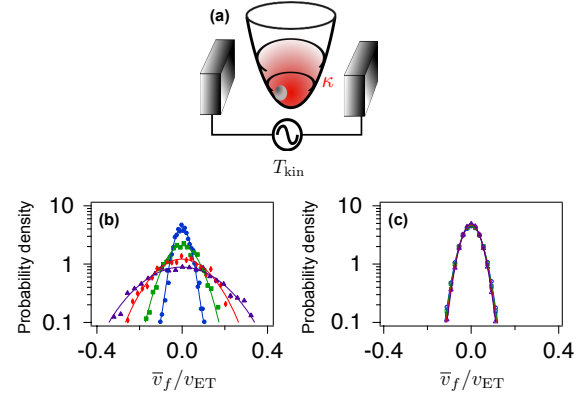 (a)
κ
T_kin
(b)
Probability density
10
1
0.1
-0.4
0.0
0.4
v̅_f/v_ET
(c)
Probability density
10
1
0.1
-0.4
0.0
0.4
v̅_f/v_ET